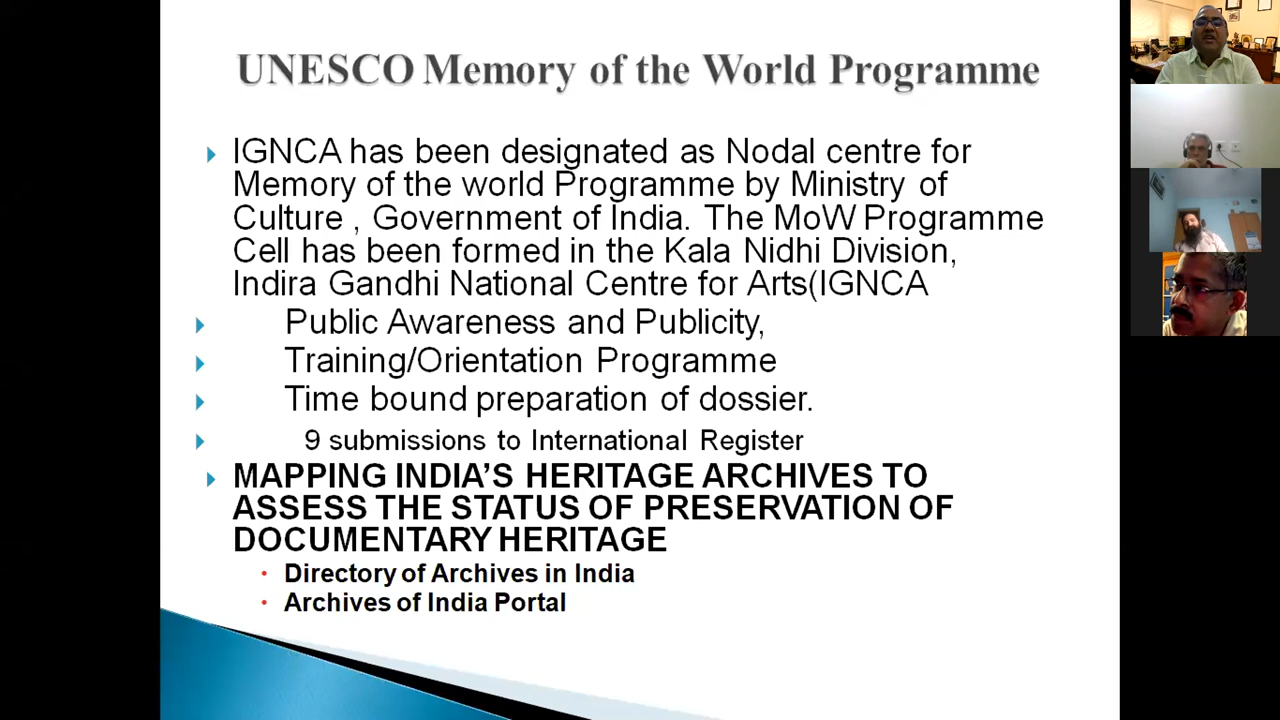 UNESCO Memory of the World Programme
IGNCA has been designated as Nodal centre for
Memory of the world Programme by Ministry of
Culture , Government of India. The MoW Programme
Cell has been formed in the Kala Nidhi Division,
Indira Gandhi National Centre for Arts(IGNCA
Public Awareness and Publicity,
Training/Orientation Programme
Time bound preparation of dossier.
9 submissions to International Register
MAPPING INDIA’S HERITAGE ARCHIVES TO
ASSESS THE STATUS OF PRESERVATION OF
DOCUMENTARY HERITAGE
Directory of Archives in India
Archives of India Portal